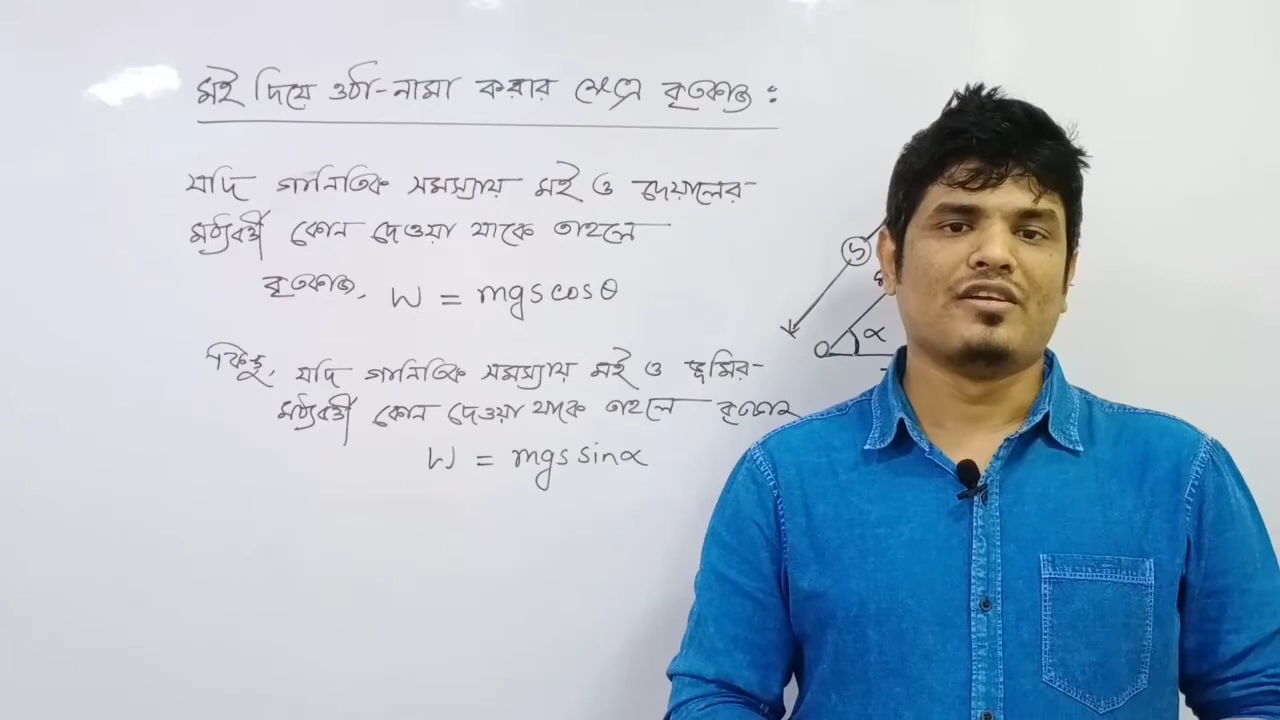 মই দিয়ে ওঠা-নামা করার ক্ষেত্রে কৃতকাজ :
যদি গানিতিক সমস্যায় মই ও দেয়ালের
মধ্যবর্তী কোন দেওয়া থাকে তাহলে
কৃতকাজ, W = mgs cosθ
কিন্তু, যদি গানিতিক সমস্যায় মই ও ভূমির
মধ্যবর্তী কোন দেওয়া থাকে তাহলে
W = mgs sinα
α